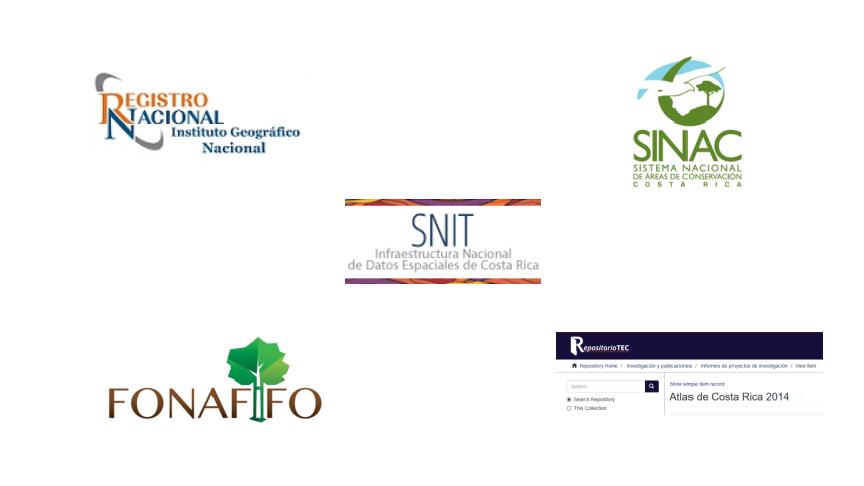 REGISTRO
NACIONAL
Instituto Geográfico
Nacional
SINAC
SISTEMA NACIONAL
DE ÁREAS DE CONSERVACIÓN
COSTA RICA
SNIT
Infraestructura Nacional
de Datos Espaciales de Costa Rica
FONAFIFO
RepositorioTEC
Repository Home / Investigación y publicaciones / Informes de proyectos de investigación / View Item
Search
Search Repository
This Collection
Show simple item record
Atlas de Costa Rica 2014